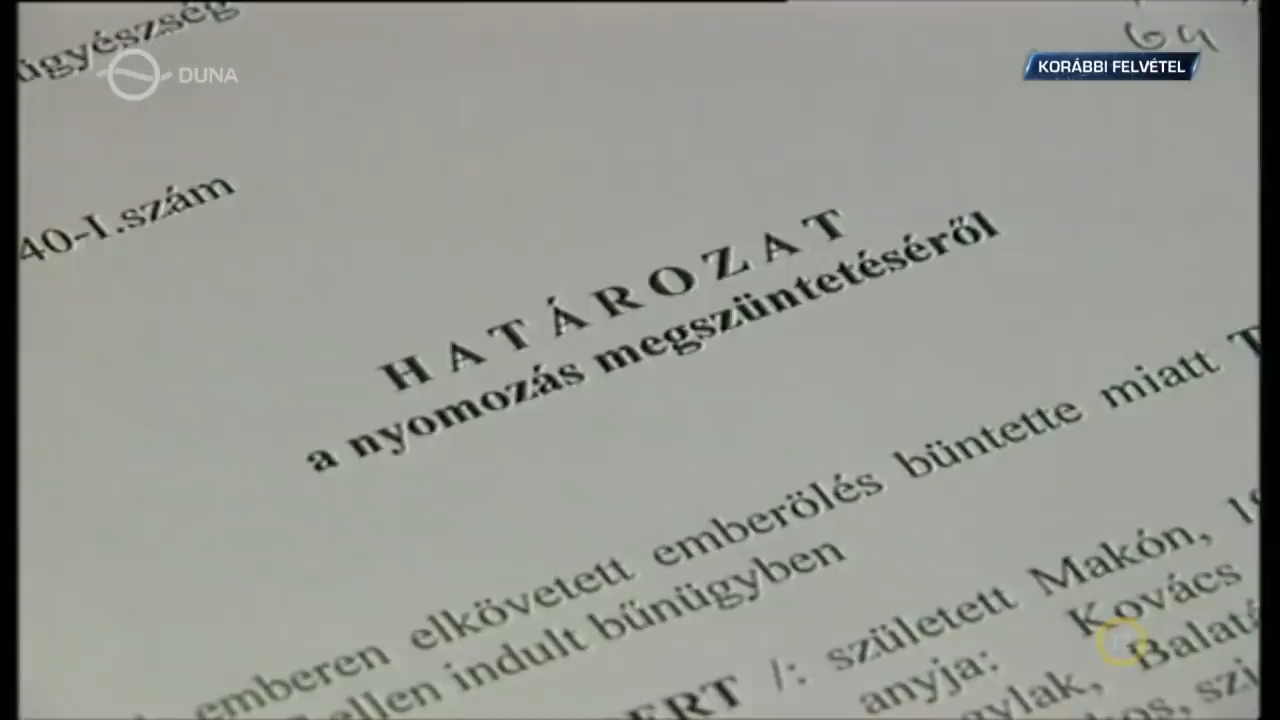 ügyészség
DUNA
KORÁBBI FELVÉTEL
40-I.szám
HATÁROZAT
a nyomozás megszüntetéséről
emberen elkövetett emberölés büntette miatt
ellen indult bűnügyben
/: született Makón,
anyja: Kovács